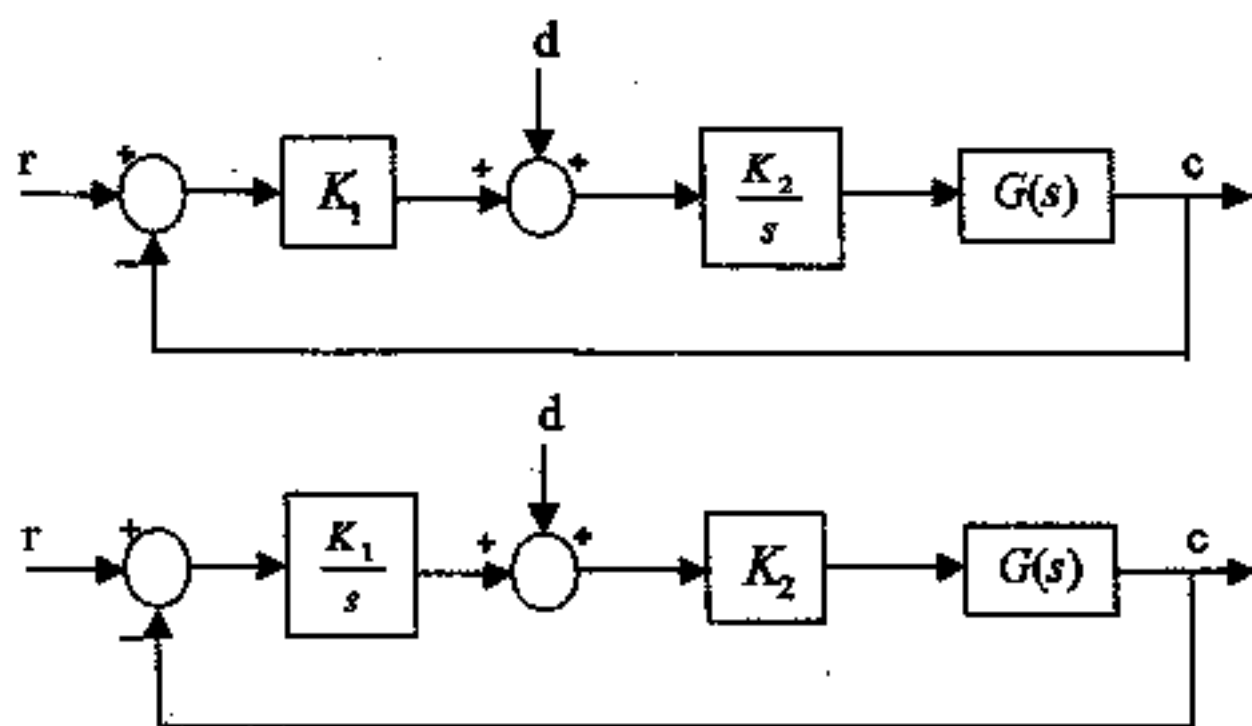 d
r + K₁ + + K₂/s G(s) c
−
d
r + K₁/s + + K₂ G(s) c
−